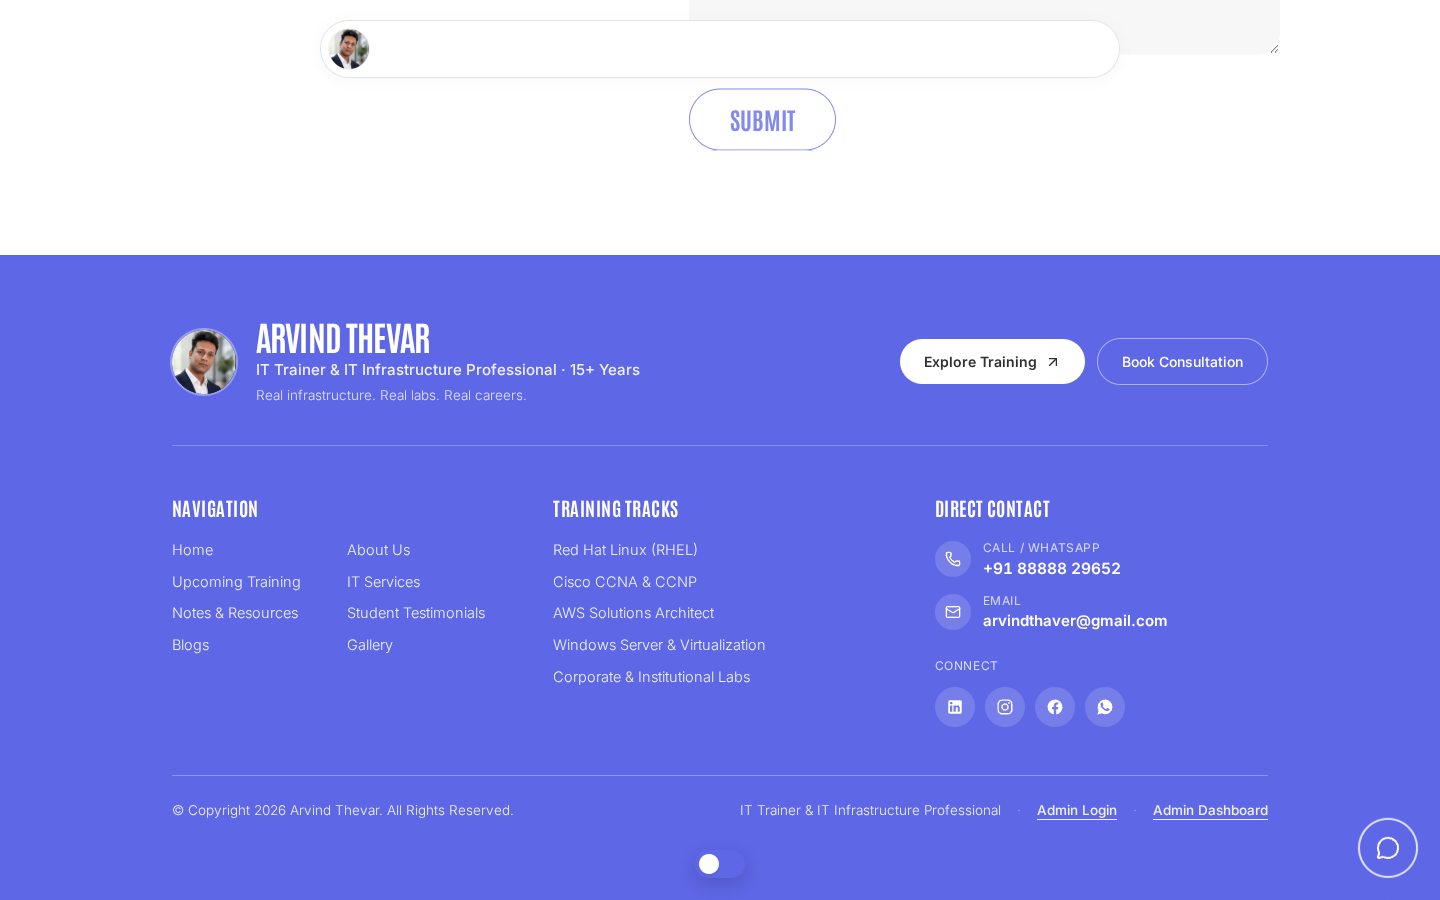 SUBMIT
ARVIND THEVAR
IT Trainer & IT Infrastructure Professional · 15+ Years
Real infrastructure. Real labs. Real careers.
Explore Training
Book Consultation
NAVIGATION
Home
About Us
Upcoming Training
IT Services
Notes & Resources
Student Testimonials
Blogs
Gallery
TRAINING TRACKS
Red Hat Linux (RHEL)
Cisco CCNA & CCNP
AWS Solutions Architect
Windows Server & Virtualization
Corporate & Institutional Labs
DIRECT CONTACT
CALL / WHATSAPP
+91 88888 29652
EMAIL
arvindthaver@gmail.com
CONNECT
© Copyright 2026 Arvind Thevar. All Rights Reserved.
IT Trainer & IT Infrastructure Professional · Admin Login · Admin Dashboard